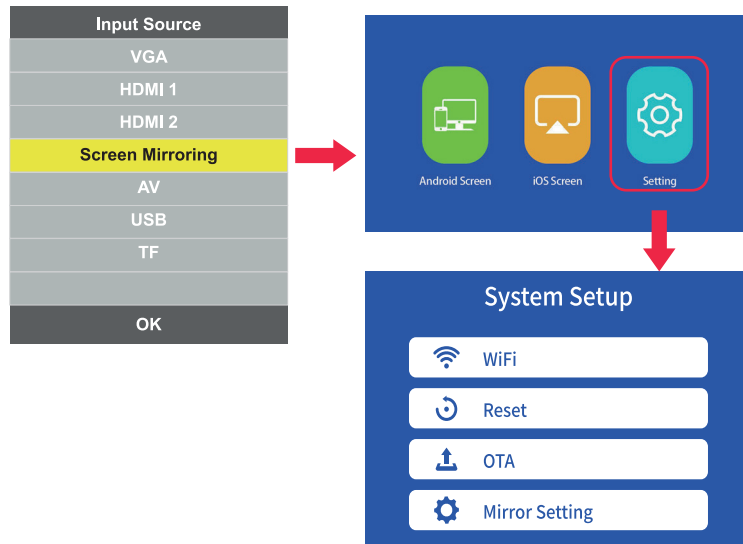 Input Source
VGA
HDMI 1
HDMI 2
Screen Mirroring
AV
USB
TF
OK
Android Screen
iOS Screen
Setting
System Setup
WiFi
Reset
OTA
Mirror Setting